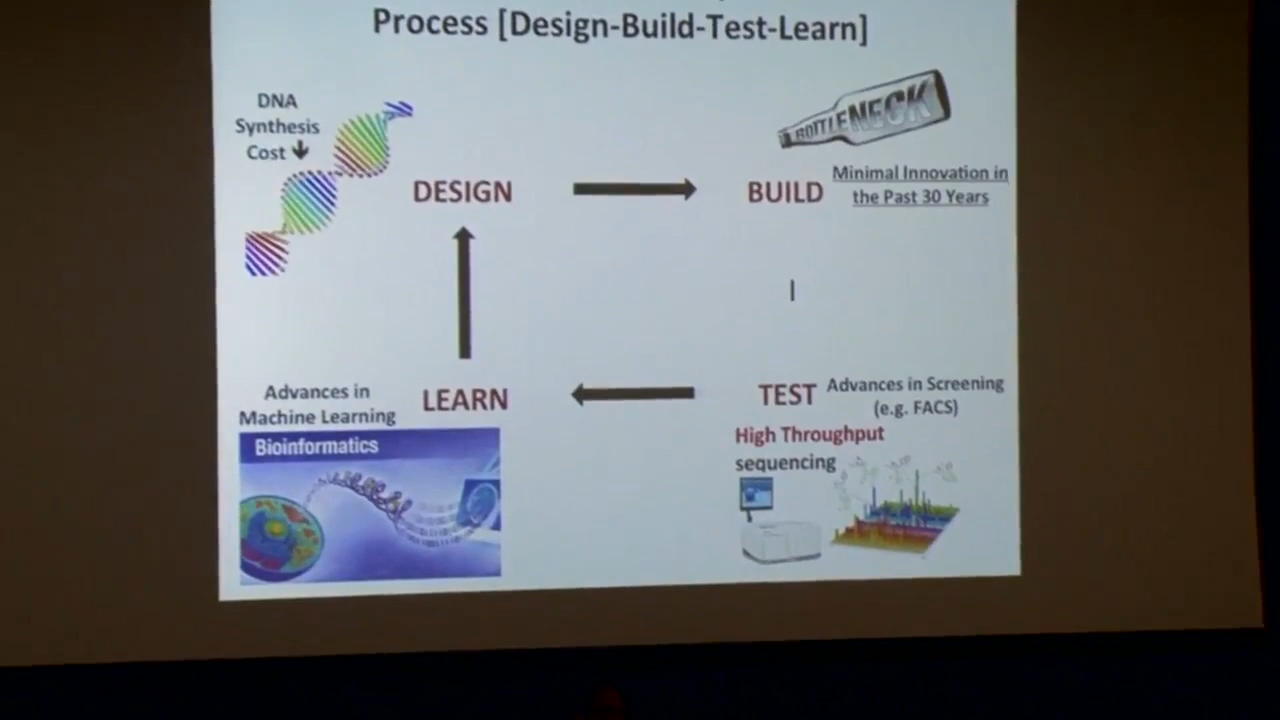 Process [Design-Build-Test-Learn]
DNA
Synthesis
Cost
DESIGN
BOTTLENECK
BUILD
Minimal Innovation in
the Past 30 Years
Advances in
Machine Learning
LEARN
Bioinformatics
TEST
Advances in Screening
(e.g. FACS)
High Throughput
sequencing